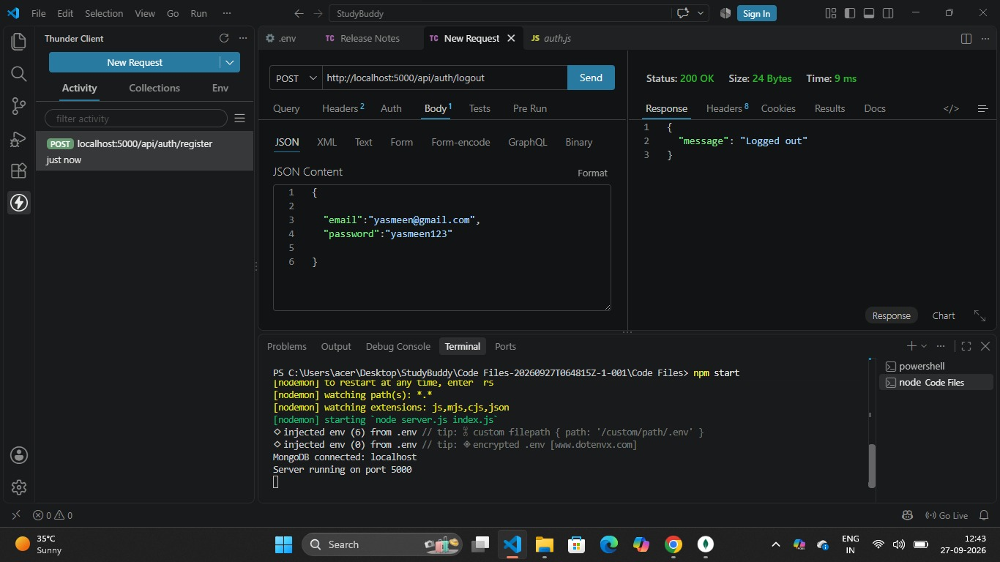 File Edit Selection View Go Run ···
StudyBuddy
Sign In
Thunder Client
New Request
Activity Collections Env
filter activity
POST localhost:5000/api/auth/register
just now
.env
TC Release Notes
TC New Request
JS auth.js
POST http://localhost:5000/api/auth/logout Send
Query Headers 2 Auth Body 1 Tests Pre Run
JSON XML Text Form Form-encode GraphQL Binary
JSON Content Format
1 {
2
3 "email":"yasmeen@gmail.com",
4 "password":"yasmeen123"
5
6 }
Status: 200 OK Size: 24 Bytes Time: 9 ms
Response Headers 8 Cookies Results Docs </>
1 {
2 "message": "Logged out"
3 }
Response Chart
Problems Output Debug Console Terminal Ports
PS C:\Users\acer\Desktop\StudyBuddy\Code Files-20260927T064815Z-1-001\Code Files> npm start
[nodemon] to restart at any time, enter rs
[nodemon] watching path(s): *.*
[nodemon] watching extensions: js,mjs,cjs,json
[nodemon] starting `node server.js index.js`
◇ injected env (6) from .env // tip: ⌘ custom filepath { path: '/custom/path/.env' }
◇ injected env (0) from .env // tip: ◈ encrypted .env [www.dotenvx.com]
MongoDB connected: localhost
Server running on port 5000
powershell
node Code Files
0 0
Go Live
35°C
Sunny
Search
ENG
IN
12:43
27-09-2026